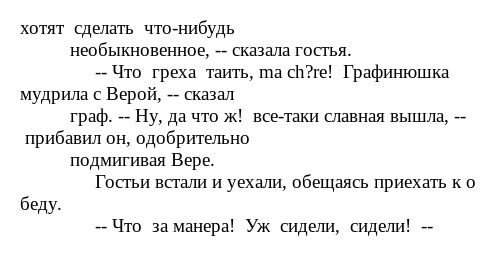 хотят  сделать  что-нибудь
необыкновенное, -- сказала гостья.
-- Что  греха  таить, ma ch?re!  Графинюшка
мудрила с Верой, -- сказал
граф. -- Ну, да что ж!  все-таки славная вышла, --
прибавил он, одобрительно
подмигивая Вере.
Гостьи встали и уехали, обещаясь приехать к о
беду.
-- Что  за манера!  Уж  сидели,  сидели!  --